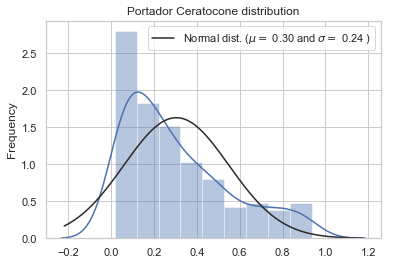 Portador Ceratocone distribution
Normal dist. (μ = 0.30 and σ = 0.24 )
Frequency
2.5
2.0
1.5
1.0
0.5
0.0
−0.2 0.0 0.2 0.4 0.6 0.8 1.0 1.2